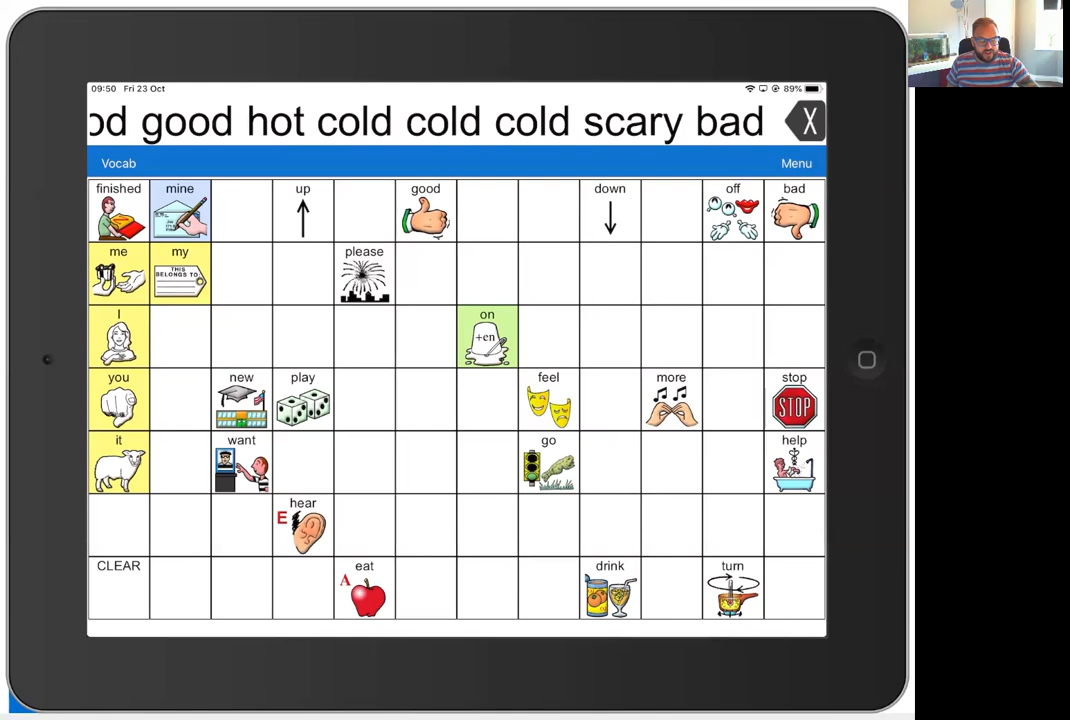 09:50 Fri 23 Oct 89%
good hot cold cold cold scary bad X
Vocab Menu
finished mine up good down off bad
me my please
THIS BELONGS TO
I on
+en
you new play feel more stop
STOP
it want go help
hear
E
CLEAR eat drink turn
A